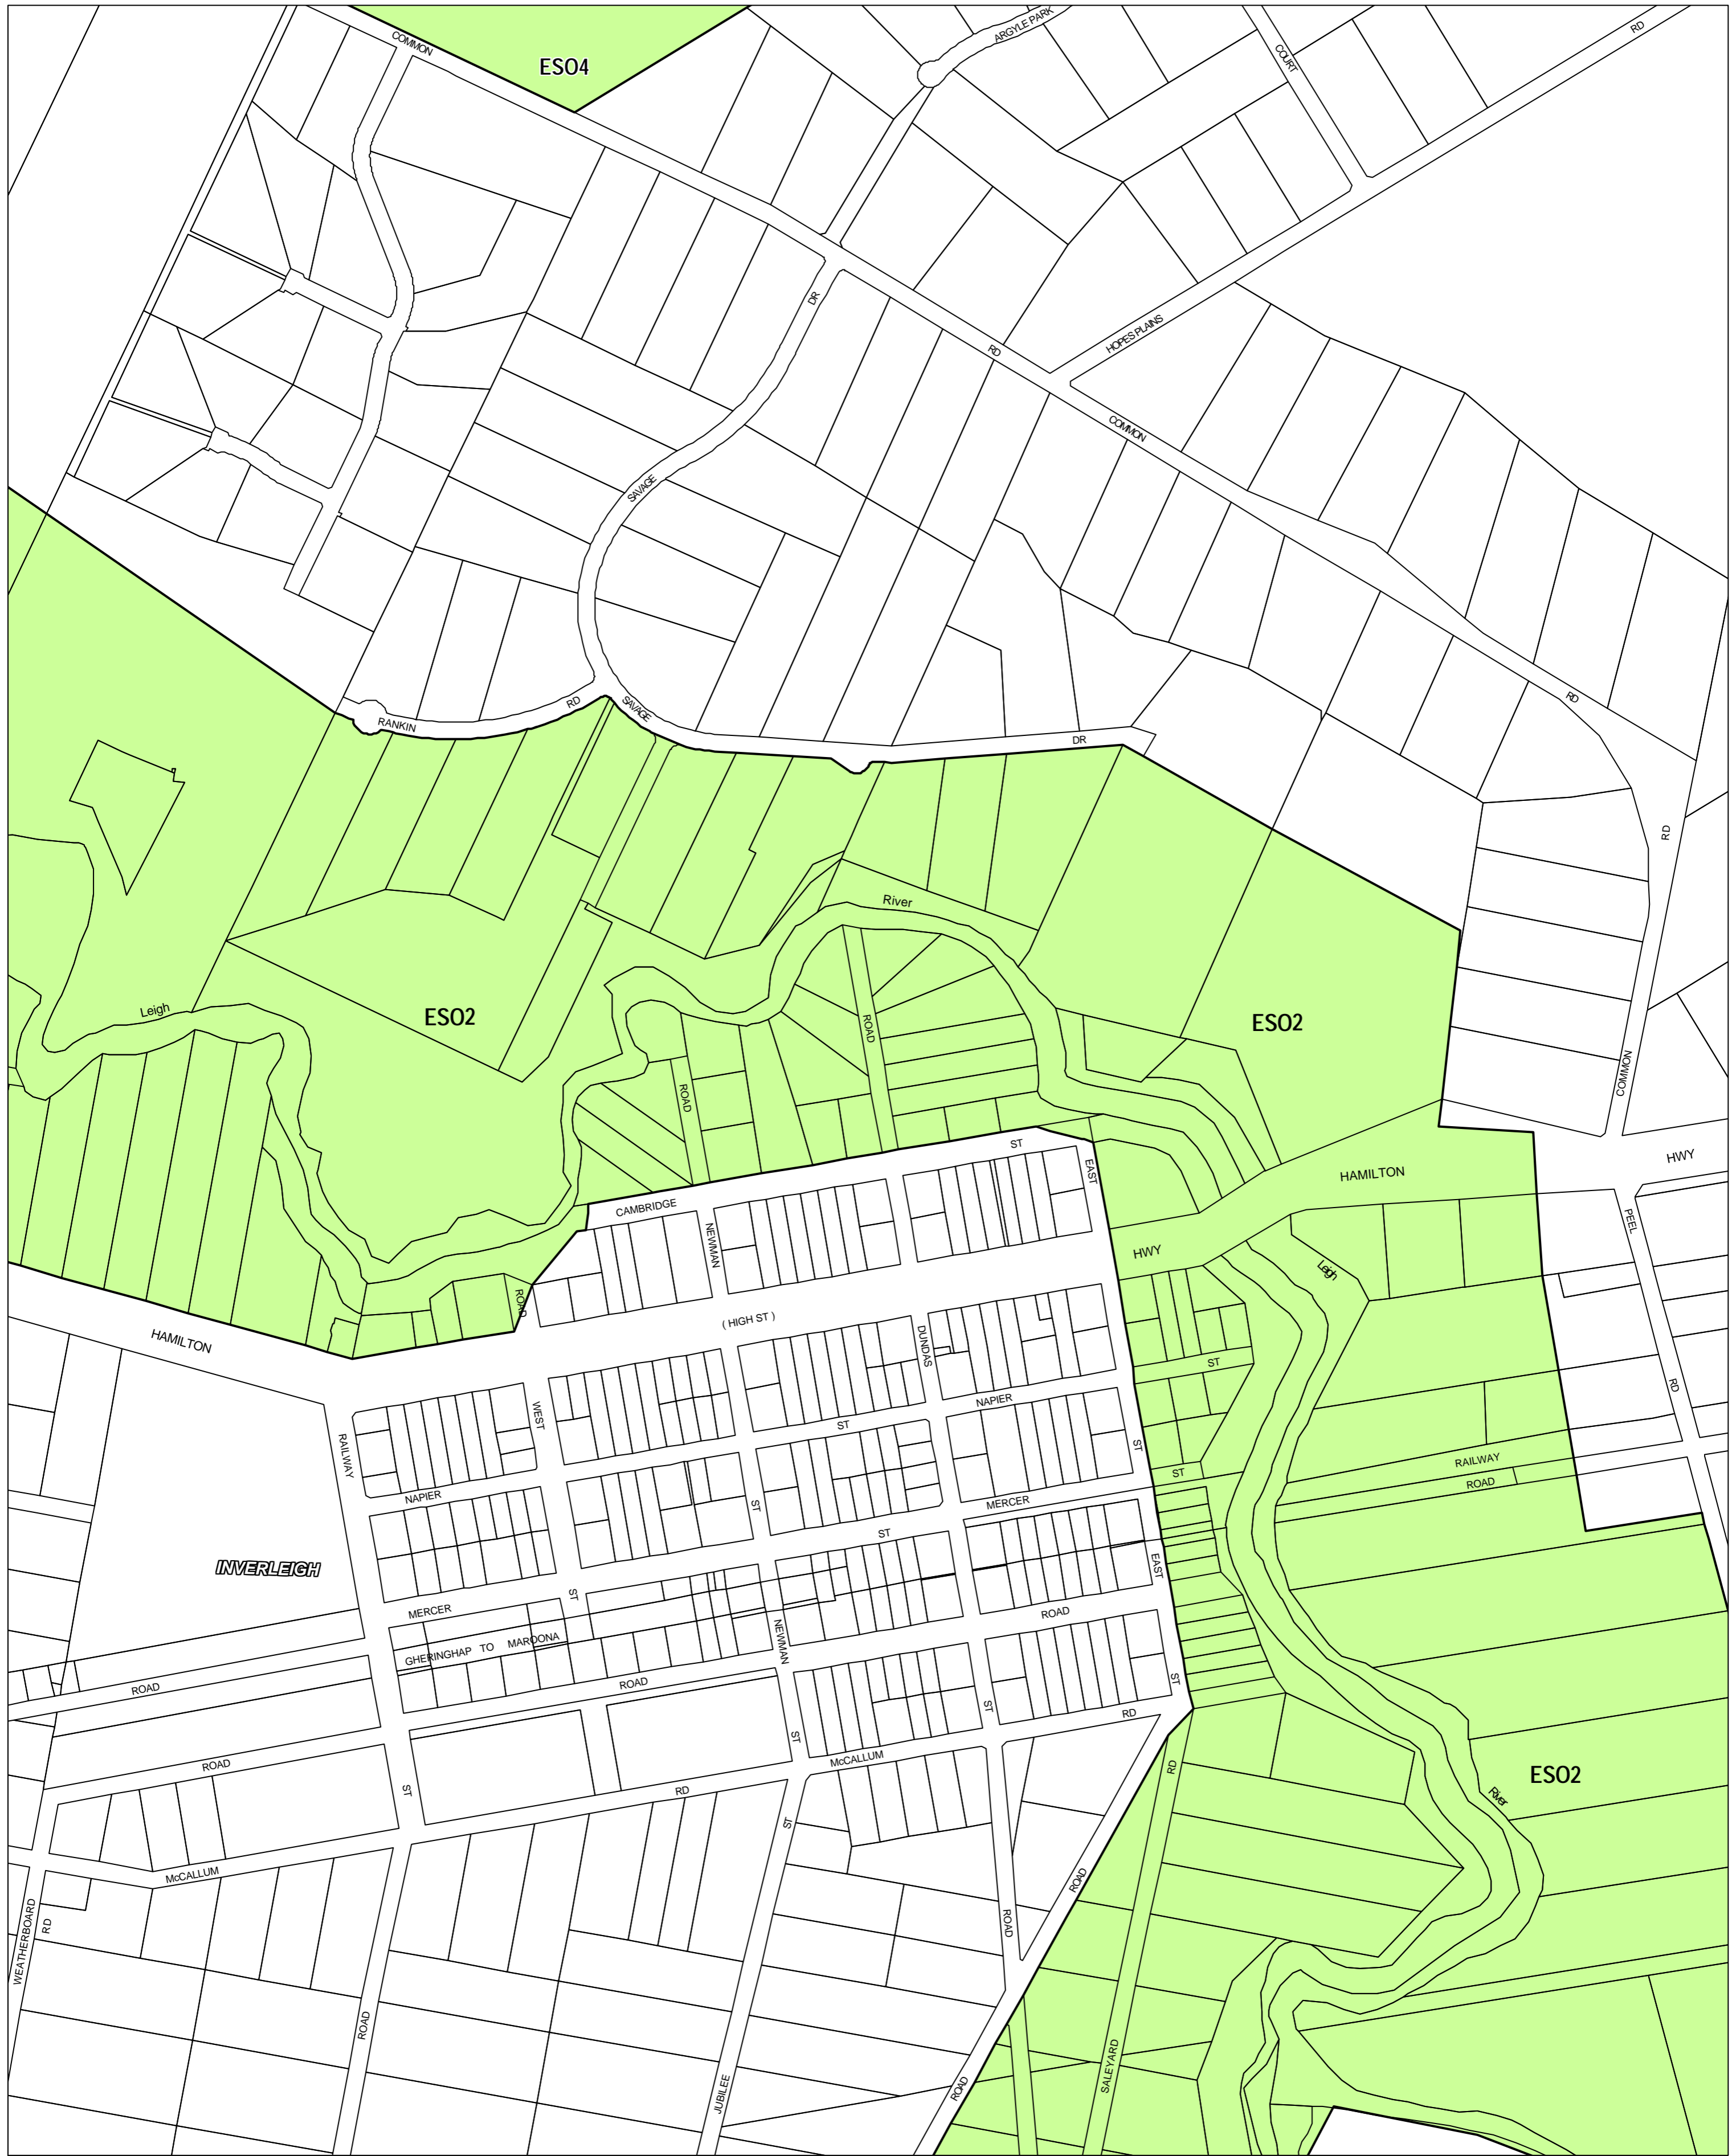 ARGYLE PARK
COMMON
RD
COURT
ESO4
DR
RD
HOPES PLAINS
COMMON
SAVAGE
RD
RD
SAVAGE
RANKIN
DR
RD
River
Leigh
ESO2
ESO2
ROAD
ROAD
COMMON
ST
EAST
HWY
HAMILTON
CAMBRIDGE
PEEL
NEWMAN
HWY
Leigh
ROAD
( HIGH ST )
HAMILTON
DUNDAS
ST
RD
NAPIER
WEST
ST
ST
RAILWAY
RAILWAY
ST
ROAD
NAPIER
MERCER
ST
ST
INVERLEIGH
EAST
ST
MERCER
ROAD
GHERINGHAP TO MAROONA
NEWMAN
ST
ROAD
ROAD
ST
RD
ST
McCALLUM
ROAD
RD
ESO2
ST
RD
River
ST
McCALLUM
ROAD
WEATHERBOARD
RD
ROAD
ROAD
SALEYARD
ROAD
JUBILEE